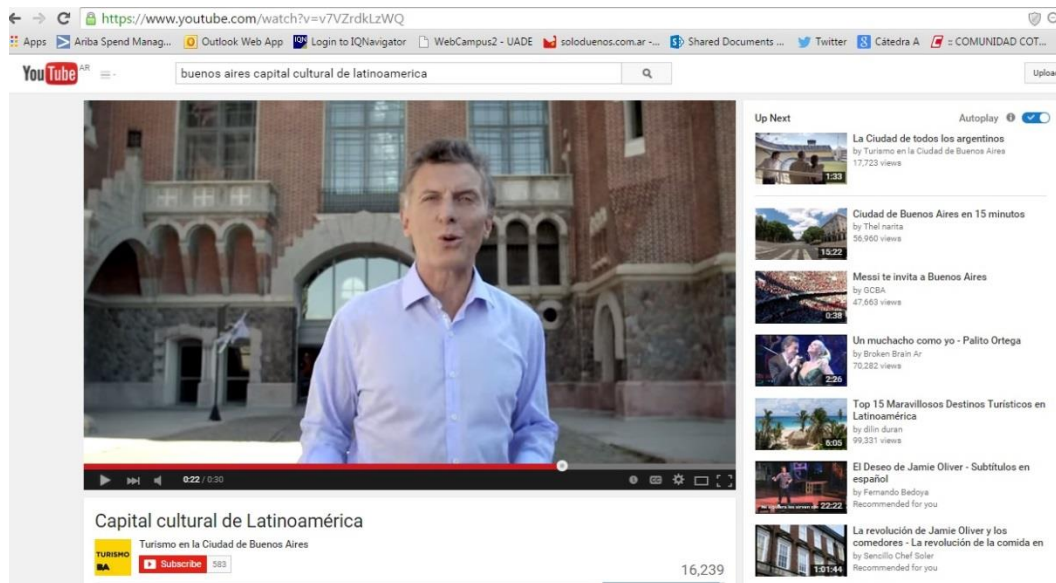 https://www.youtube.com/watch?v=v7VZrdkLzWQ
Apps Ariba Spend Manag... Outlook Web App Login to IQNavigator WebCampus2 - UADE soloduenos.com.ar -... Shared Documents ... Twitter Cátedra A :: COMUNIDAD COT...
YouTube AR buenos aires capital cultural de latinoamerica Uploa
Up Next Autoplay
La Ciudad de todos los argentinos
by Turismo en la Ciudad de Buenos Aires
17,723 views
1:33
Ciudad de Buenos Aires en 15 minutos
by Thel narita
56,960 views
15:22
Messi te invita a Buenos Aires
by GCBA
47,663 views
0:38
Un muchacho como yo - Palito Ortega
by Broken Brain Ar
70,282 views
2:26
Top 15 Maravillosos Destinos Turísticos en
Latinoamérica
by dilin duran
99,331 views
6:05
El Deseo de Jamie Oliver - Subtítulos en
español
by Fernando Bedoya
Recommended for you
22:22
La revolución de Jamie Oliver y los
comedores - La revolución de la comida en
by Sencillo Chef Soler
Recommended for you
1:01:44
0:22 / 0:30
Capital cultural de Latinoamérica
TURISMO
BA
Turismo en la Ciudad de Buenos Aires
Subscribe 583
16,239